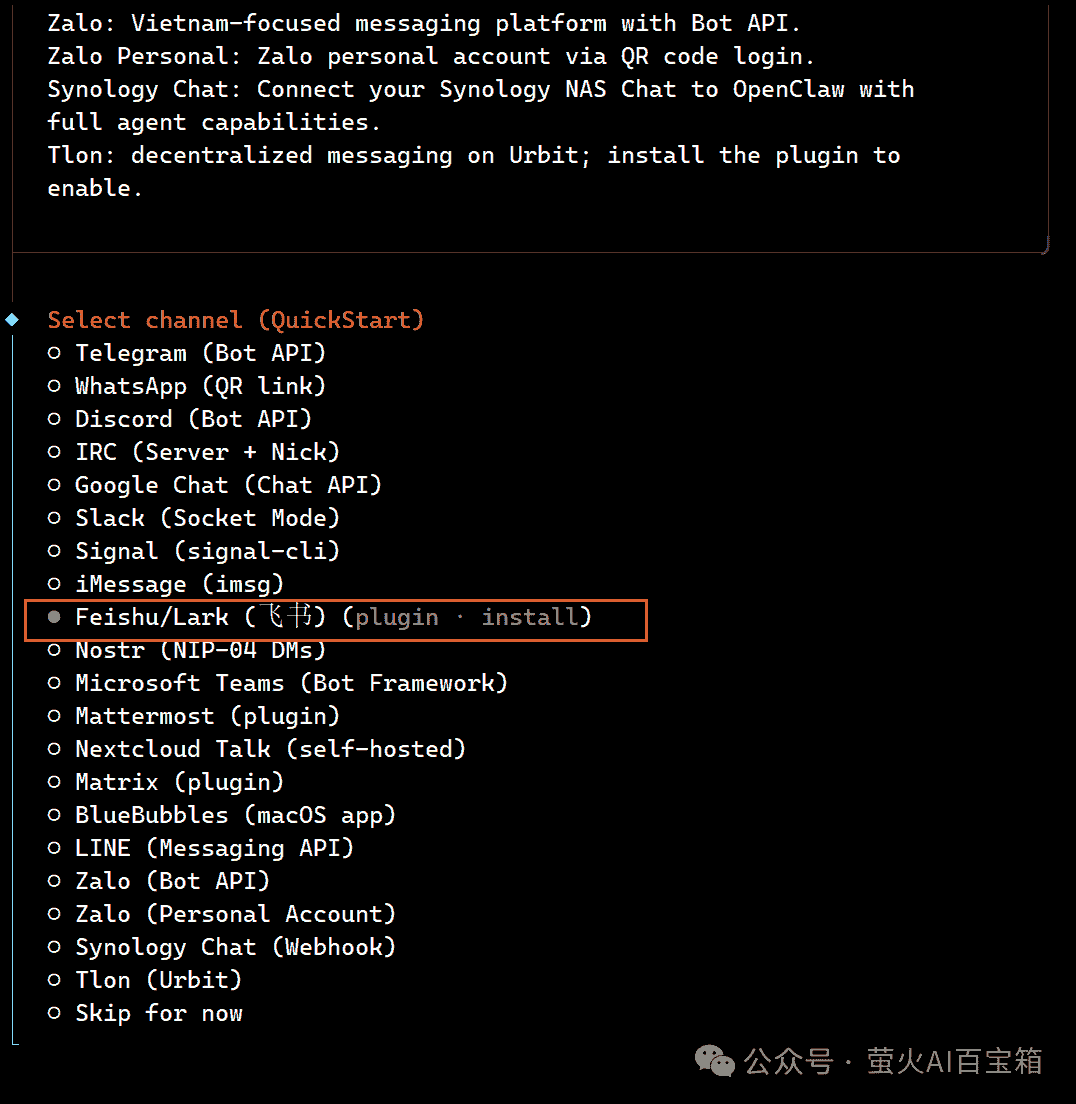 Zalo: Vietnam-focused messaging platform with Bot API.
Zalo Personal: Zalo personal account via QR code login.
Synology Chat: Connect your Synology NAS Chat to OpenClaw with
full agent capabilities.
Tlon: decentralized messaging on Urbit; install the plugin to
enable.
Select channel (QuickStart)
Telegram (Bot API)
WhatsApp (QR link)
Discord (Bot API)
IRC (Server + Nick)
Google Chat (Chat API)
Slack (Socket Mode)
Signal (signal-cli)
iMessage (imsg)
Feishu/Lark (飞书) (plugin · install)
Nostr (NIP-04 DMs)
Microsoft Teams (Bot Framework)
Mattermost (plugin)
Nextcloud Talk (self-hosted)
Matrix (plugin)
BlueBubbles (macOS app)
LINE (Messaging API)
Zalo (Bot API)
Zalo (Personal Account)
Synology Chat (Webhook)
Tlon (Urbit)
Skip for now
公众号 · 萤火AI百宝箱